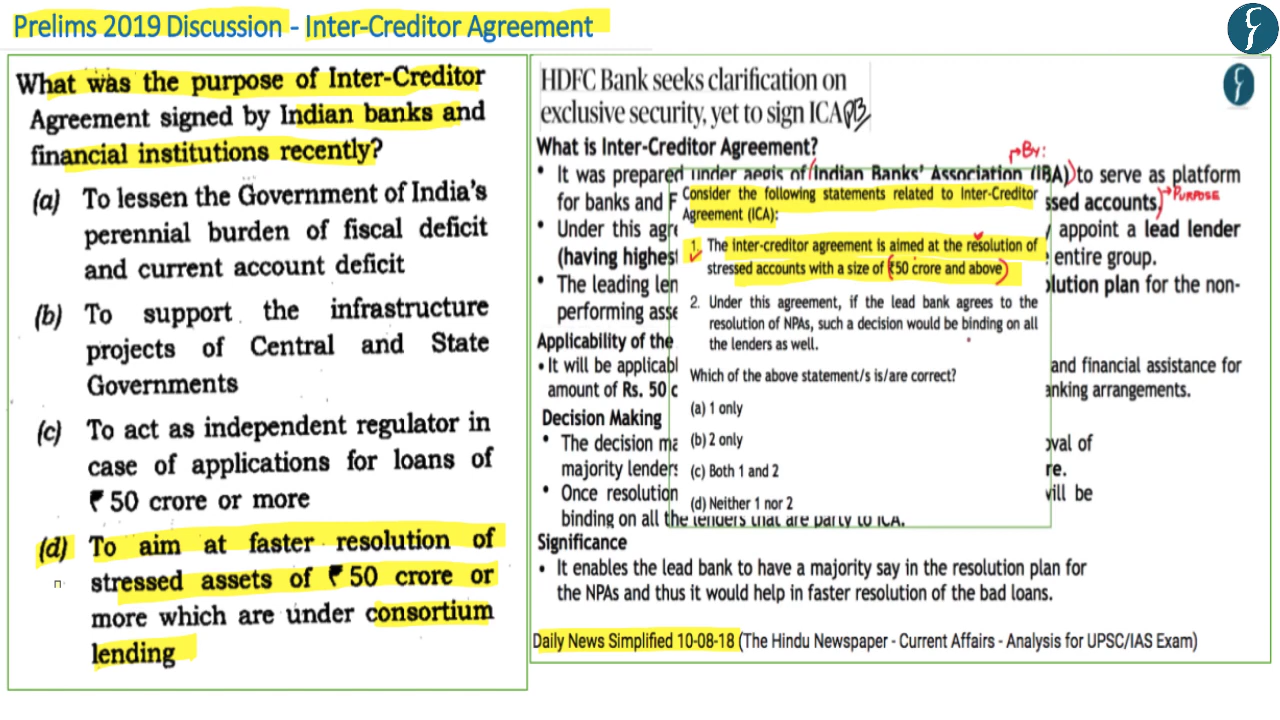 Prelims 2019 Discussion - Inter-Creditor Agreement
What was the purpose of Inter-Creditor
Agreement signed by Indian banks and
financial institutions recently?
(a) To lessen the Government of India's
perennial burden of fiscal deficit
and current account deficit
(b) To support the infrastructure
projects of Central and State
Governments
(c) To act as independent regulator in
case of applications for loans of
₹ 50 crore or more
(d) To aim at faster resolution of
stressed assets of ₹ 50 crore or
more which are under consortium
lending
HDFC Bank seeks clarification on
exclusive security, yet to sign ICA
What is Inter-Creditor Agreement?
By:
• It was prepared under aegis of (Indian Banks' Association (IBA) to serve as platform
for banks and F
ssed accounts.
PURPOSE
• Under this agre
appoint a lead lender
(having highest
entire group.
• The leading len
olution plan for the non-
performing asse
Applicability of the
• It will be applicabl
and financial assistance for
amount of Rs. 50 c
anking arrangements.
Decision Making
• The decision ma
oval of
majority lenders
re.
• Once resolution
will be
binding on all the lenders that are party to ICA.
Consider the following statements related to Inter-Creditor
Agreement (ICA):
1. The inter-creditor agreement is aimed at the resolution of
stressed accounts with a size of ₹50 crore and above
2. Under this agreement, if the lead bank agrees to the
resolution of NPAs, such a decision would be binding on all
the lenders as well.
Which of the above statement/s is/are correct?
(a) 1 only
(b) 2 only
(c) Both 1 and 2
(d) Neither 1 nor 2
Significance
• It enables the lead bank to have a majority say in the resolution plan for
the NPAs and thus it would help in faster resolution of the bad loans.
Daily News Simplified 10-08-18 (The Hindu Newspaper - Current Affairs - Analysis for UPSC/IAS Exam)